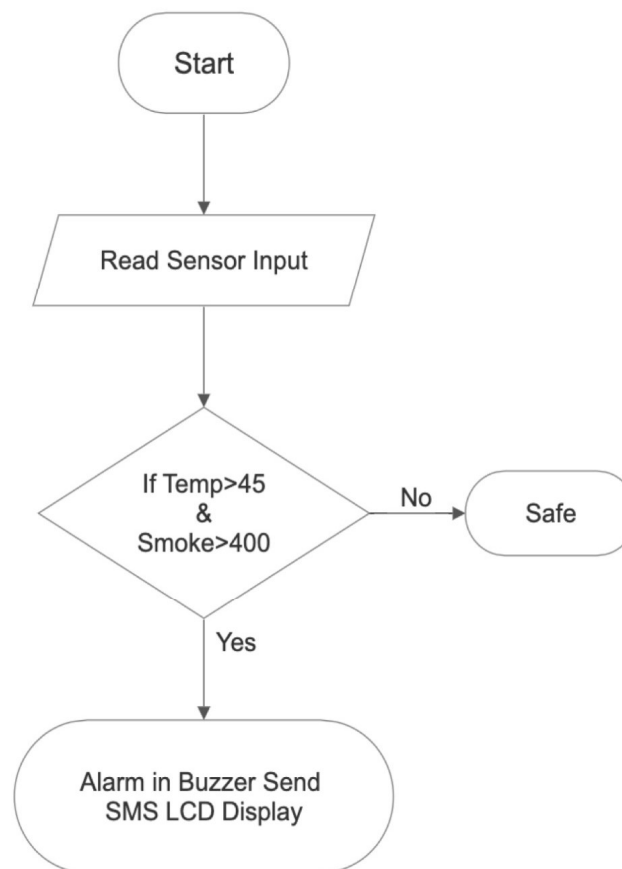 Start
Read Sensor Input
If Temp>45
&
Smoke>400
No
Safe
Yes
Alarm in Buzzer Send
SMS LCD Display